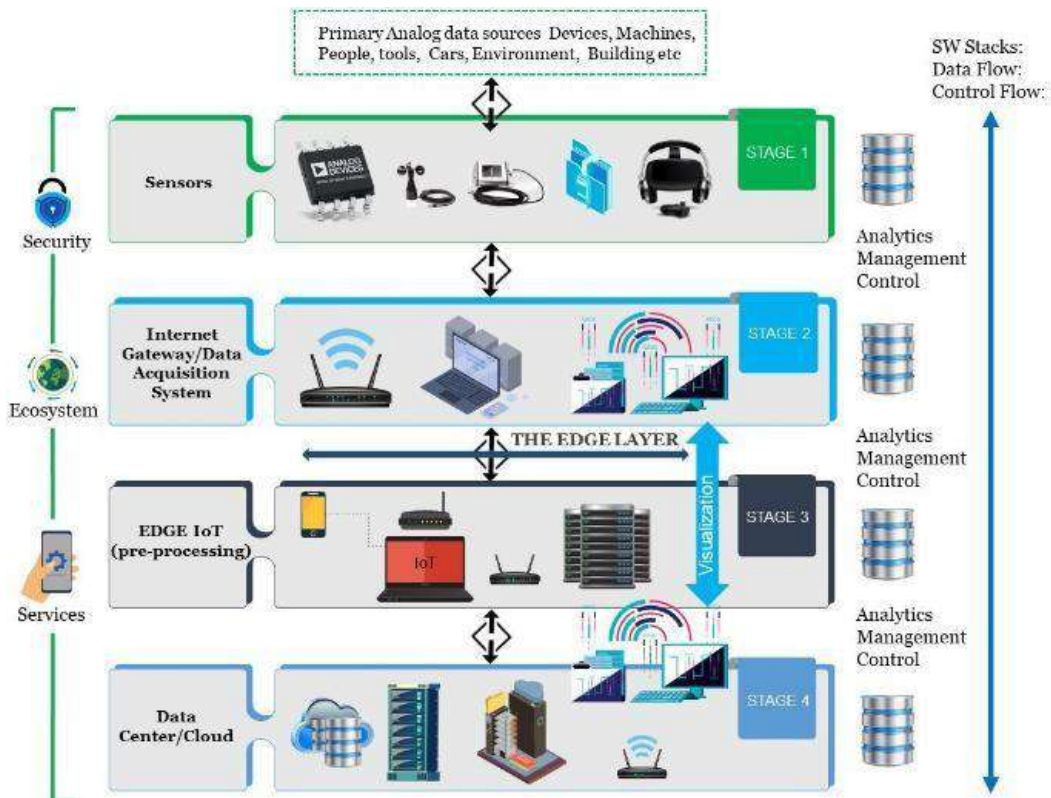 Primary Analog data sources Devices, Machines,
People, tools, Cars, Environment, Building etc
SW Stacks:
Data Flow:
Control Flow:
Sensors
ANALOG
DEVICES
STAGE 1
Security
Analytics
Management
Control
Internet
Gateway/Data
Acquisition
System
STAGE 2
Ecosystem
THE EDGE LAYER
Analytics
Management
Control
Visualization
EDGE IoT
(pre-processing)
IoT
STAGE 3
Services
Analytics
Management
Control
Data
Center/Cloud
STAGE 4